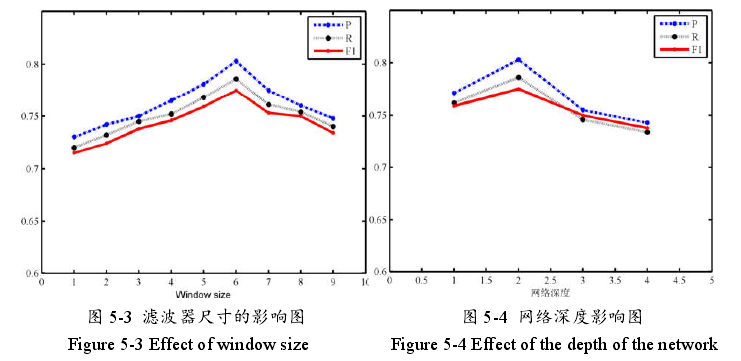 P
R
F1
0.8
0.75
0.7
0.65
0.6
0 1 2 3 4 5 6 7 8 9 10
Window size
图 5-3 滤波器尺寸的影响图
Figure 5-3 Effect of window size
P
R
F1
0.8
0.75
0.7
0.65
0.6
0 0.5 1 1.5 2 2.5 3 3.5 4 4.5 5
网络深度
图 5-4 网络深度影响图
Figure 5-4 Effect of the depth of the network